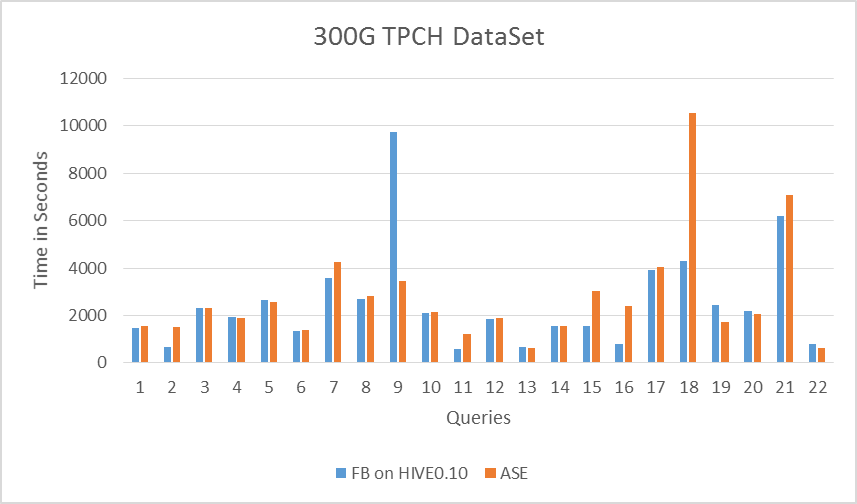 300G TPCH DataSet
12000
10000
8000
6000
4000
2000
0
Time in Seconds
1 2 3 4 5 6 7 8 9 10 11 12 13 14 15 16 17 18 19 20 21 22
Queries
FB on HIVE0.10 ASE